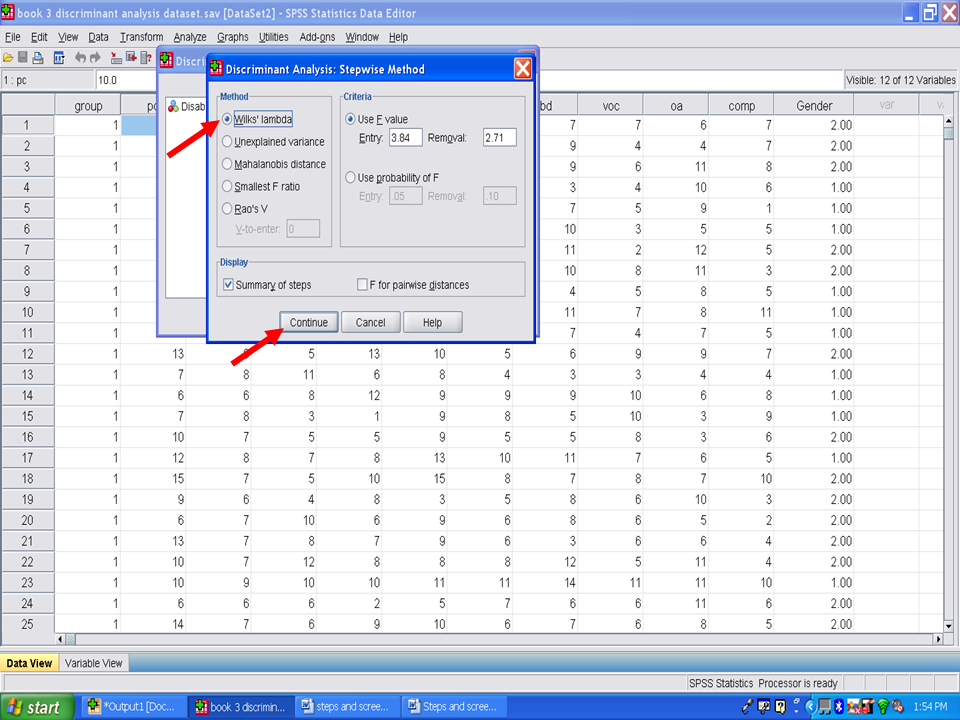 book 3 discriminant analysis dataset.sav [DataSet2] - SPSS Statistics Data Editor
File Edit View Data Transform Analyze Graphs Utilities Add-ons Window Help
1 : pc 10.0 Visible: 12 of 12 Variables
Discri
Disab
Discriminant Analysis: Stepwise Method
Method
Wilks' lambda
Unexplained variance
Mahalanobis distance
Smallest F ratio
Rao's V
V-to-enter: 0
Criteria
Use F value
Entry: 3.84 Removal: 2.71
Use probability of F
Entry: .05 Removal: .10
Display
Summary of steps F for pairwise distances
Continue Cancel Help
group bd voc oa comp Gender var
1 1 7 7 6 7 2.00
2 1 9 4 4 7 2.00
3 1 9 6 11 8 2.00
4 1 3 4 10 6 1.00
5 1 7 5 9 1 1.00
6 1 10 3 5 5 1.00
7 1 11 2 12 5 2.00
8 1 10 8 11 3 2.00
9 1 4 5 8 5 1.00
10 1 11 7 8 11 1.00
11 1 7 4 7 5 1.00
12 1 13 5 13 10 5 6 9 9 7 2.00
13 1 7 8 11 6 8 4 3 3 4 4 1.00
14 1 6 6 8 12 9 9 9 10 6 8 1.00
15 1 7 8 3 1 9 8 5 10 3 9 1.00
16 1 10 7 5 5 9 5 5 8 3 6 2.00
17 1 12 8 7 8 13 10 11 7 6 5 1.00
18 1 15 7 5 10 15 8 7 8 7 10 2.00
19 1 9 6 4 8 3 5 8 6 10 3 2.00
20 1 6 7 10 6 9 6 8 6 5 2 2.00
21 1 13 7 8 7 9 6 3 6 6 4 2.00
22 1 10 7 12 8 8 8 12 5 11 4 2.00
23 1 10 9 10 10 11 11 14 11 11 10 1.00
24 1 6 6 6 2 5 7 6 6 11 6 2.00
25 1 14 7 6 9 10 6 7 6 8 5 2.00
Data View Variable View
SPSS Statistics Processor is ready
start *Output1 [Doc... book 3 discrimin... steps and scree... Steps and scree... 1:54 PM